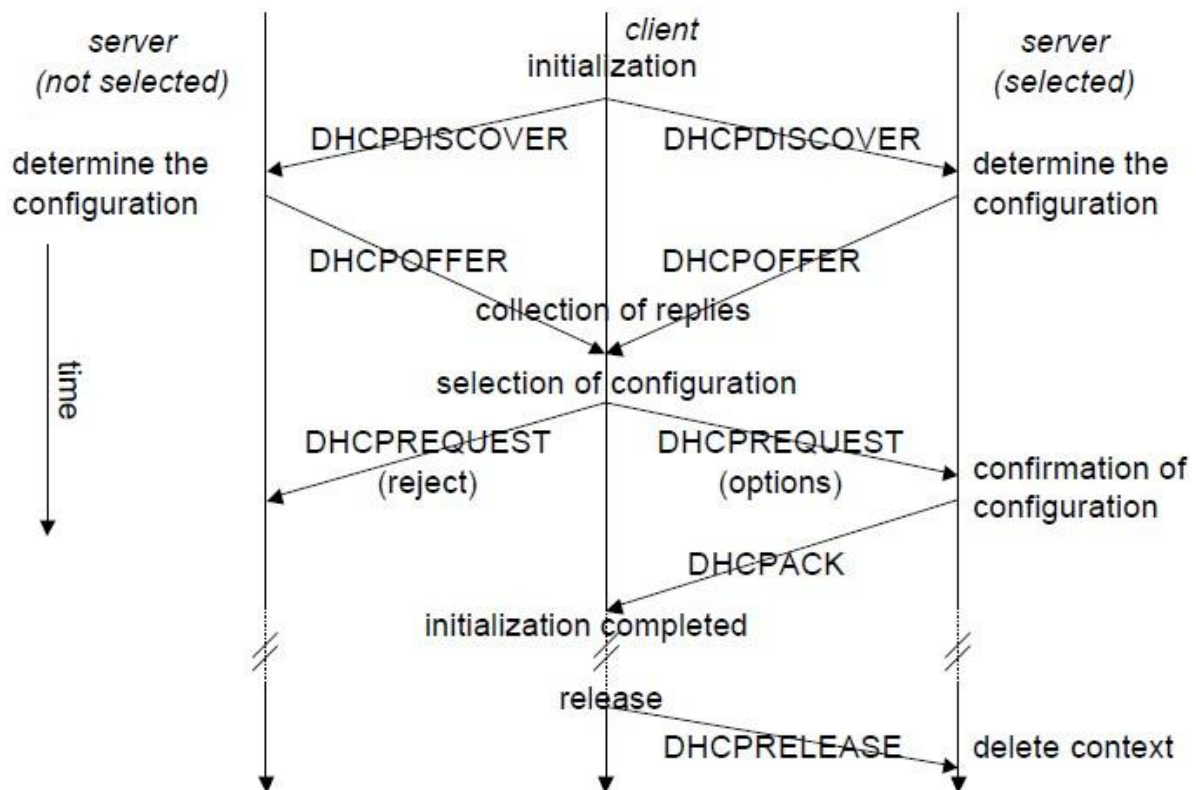 server
(not selected)
client
initialization
server
(selected)
DHCPDISCOVER
DHCPDISCOVER
determine the
configuration
determine the
configuration
DHCPOFFER
DHCPOFFER
collection of replies
time
selection of configuration
DHCPREQUEST
(reject)
DHCPREQUEST
(options)
confirmation of
configuration
DHCPACK
initialization completed
release
DHCPRELEASE
delete context